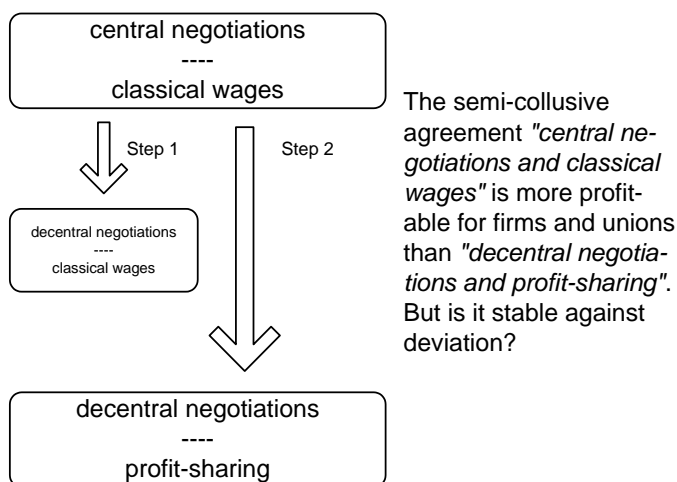 central negotiations
----
classical wages
Step 1
Step 2
decentral negotiations
----
classical wages
decentral negotiations
----
profit-sharing
The semi-collusive
agreement "central ne-
gotiations and classical
wages" is more profit-
able for firms and unions
than "decentral negotia-
tions and profit-sharing".
But is it stable against
deviation?